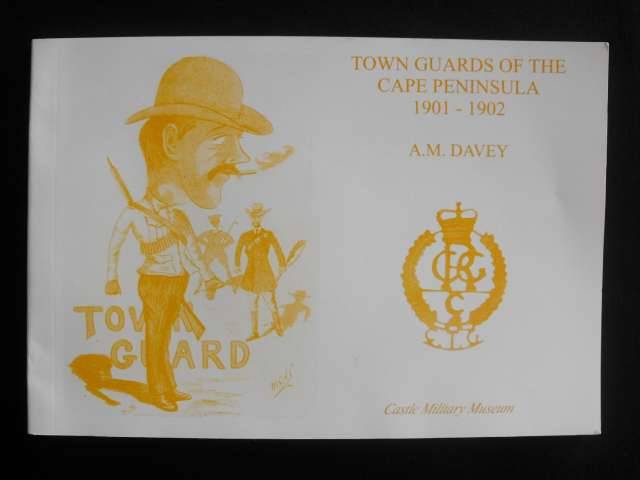 TOWN GUARDS OF THE
CAPE PENINSULA
1901 - 1902
A.M. DAVEY
TOWN
GUARD
Castle Military Museum